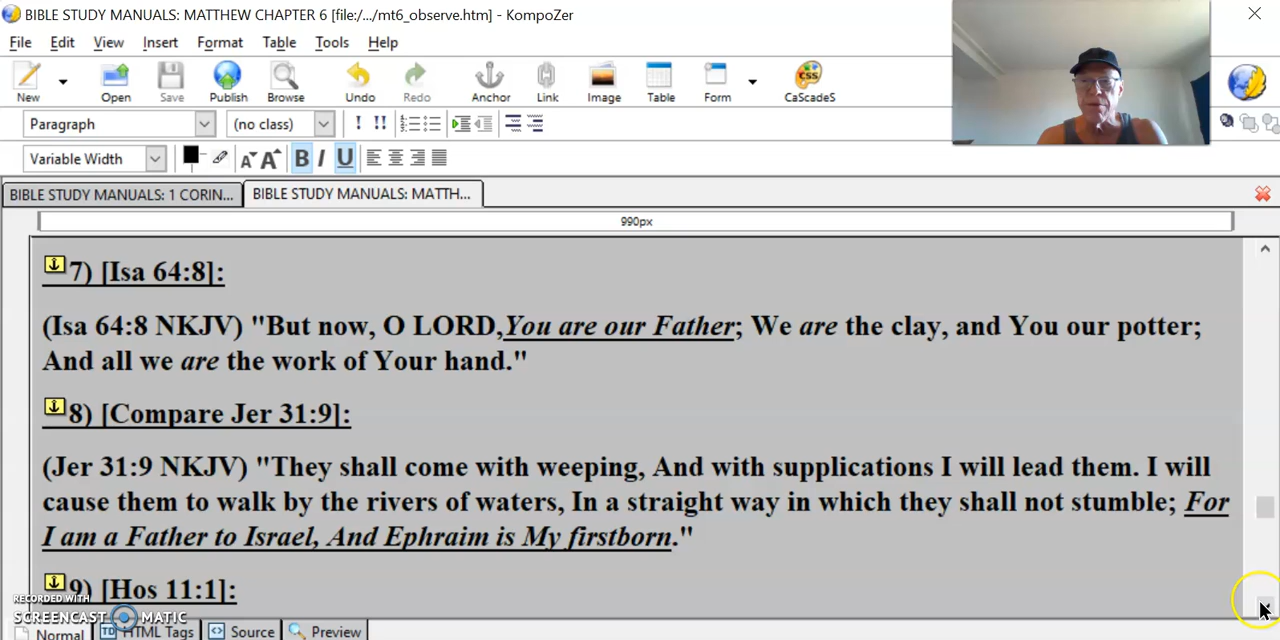 BIBLE STUDY MANUALS: MATTHEW CHAPTER 6 [file:/.../mt6_observe.htm] - KompoZer
File Edit View Insert Format Table Tools Help
New Open Save Publish Browse Undo Redo Anchor Link Image Table Form CaScadeS
Paragraph (no class)
Variable Width B I U
BIBLE STUDY MANUALS: 1 CORIN... BIBLE STUDY MANUALS: MATTH...
990px
7) [Isa 64:8]:
(Isa 64:8 NKJV) "But now, O LORD,You are our Father; We are the clay, and You our potter;
And all we are the work of Your hand."
8) [Compare Jer 31:9]:
(Jer 31:9 NKJV) "They shall come with weeping, And with supplications I will lead them. I will
cause them to walk by the rivers of waters, In a straight way in which they shall not stumble; For
I am a Father to Israel, And Ephraim is My firstborn."
9) [Hos 11:1]:
RECORDED WITH
SCREENCAST MATIC
Normal HTML Tags Source Preview